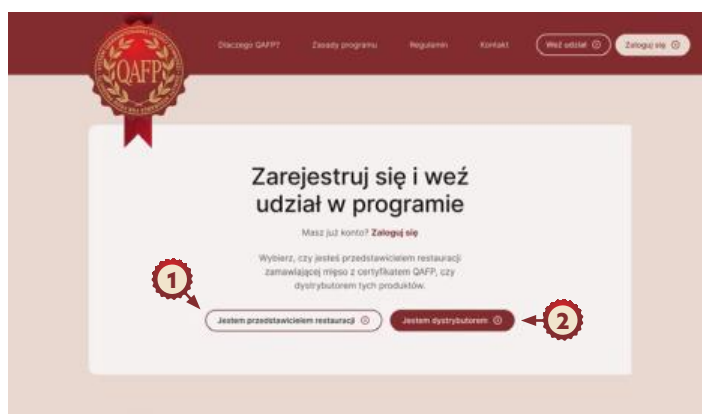 Dlaczego QAFP?
Zasady programu
Regulamin
Kontakt
Weź udział
Zaloguj się
QAFP
Zarejestruj się i weź
udział w programie
Masz już konto? Zaloguj się
Wybierz, czy jesteś przedstawicielem restauracji
zamawiającej mięso z certyfikatem QAFP, czy
dystrybutorem tych produktów.
1
Jestem przedstawicielem restauracji
Jestem dystrybutorem
2